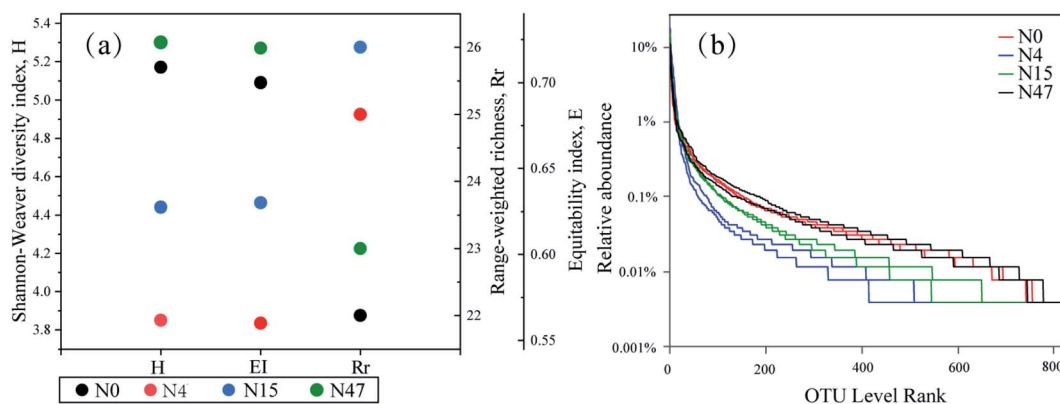 (a)
Shannon-Weaver diversity index, H
5.4
5.2
5.0
4.8
4.6
4.4
4.2
4.0
3.8
H
EI
Rr
26
25
24
23
22
Range-weighted richness, Rr
0.70
0.65
0.60
0.55
Equitability index, E
N0
N4
N15
N47
(b)
Relative aboundance
10%
1%
0.1%
0.01%
0.001%
0
200
400
600
800
OTU Level Rank
N0
N4
N15
N47